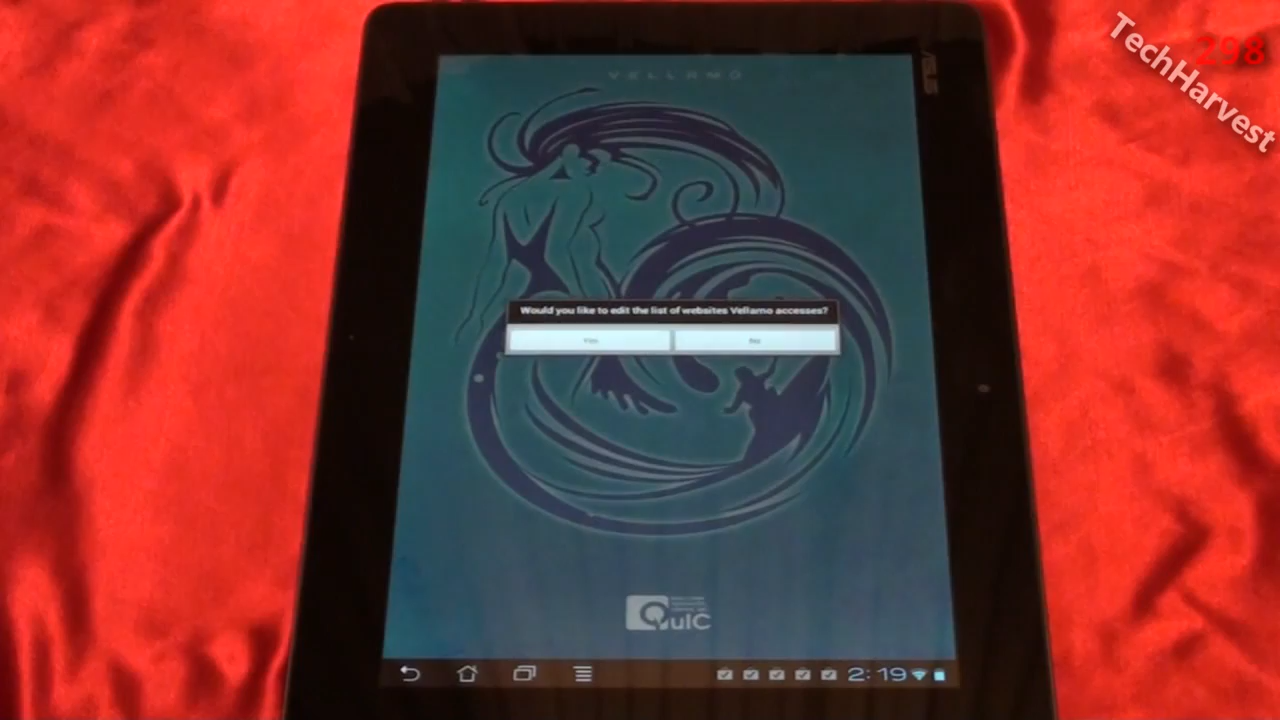 298
TechHarvest
VELLAMO
ASUS
Would you like to edit the list of websites Vellamo accesses?
Yes
No
QuIC
2:19